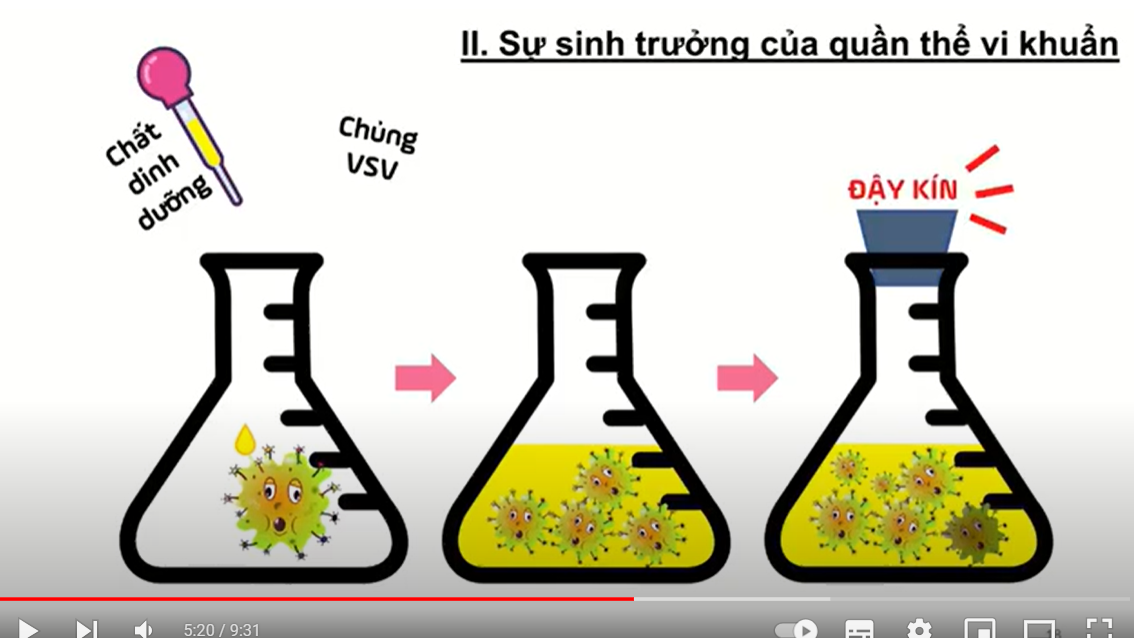 II. Sự sinh trưởng của quần thể vi khuẩn
Chất
dinh
dưỡng
Chủng
VSV
ĐẬY KÍN
5:20 / 9:31